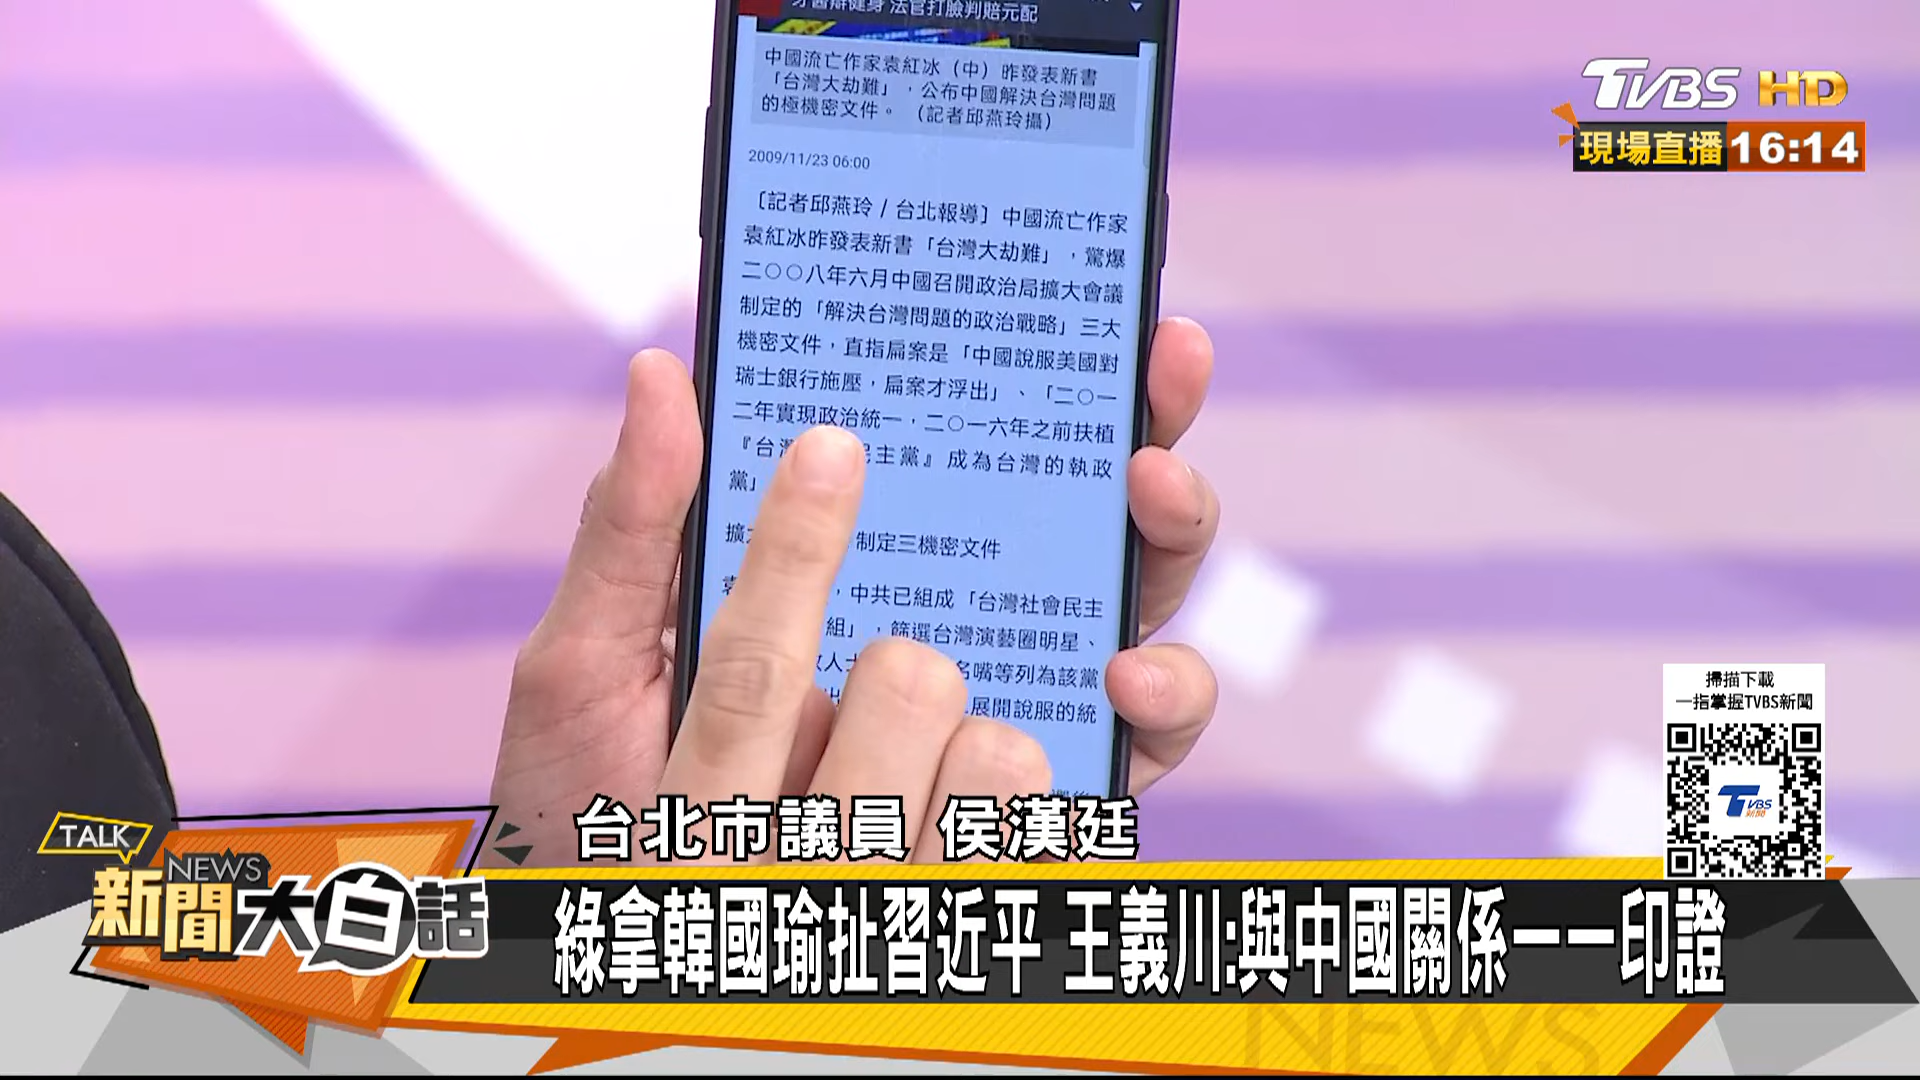 牙醫辯健身 法官打臉判賠元配
中國流亡作家袁紅冰（中）昨發表新書
「台灣大劫難」，公布中國解決台灣問題
的極機密文件。（記者邱燕玲攝）
2009/11/23 06:00
〔記者邱燕玲／台北報導〕中國流亡作家
袁紅冰昨發表新書「台灣大劫難」，驚爆
二○○八年六月中國召開政治局擴大會議
制定的「解決台灣問題的政治戰略」三大
機密文件，直指扁案是「中國說服美國對
瑞士銀行施壓，扁案才浮出」、「二○一
二年實現政治統一，二○一六年之前扶植
『台 民主黨』成為台灣的執政
黨」
擴 制定三機密文件
，中共已組成「台灣社會民主
組」，篩選台灣演藝圈明星、
人 名嘴等列為該黨
展開說服的統
TVBS HD
現場直播 16:14
掃描下載
一指掌握TVBS新聞
TVBS
新聞
台北市議員 侯漢廷
TALK
NEWS
新聞大白話
綠拿韓國瑜扯習近平 王義川:與中國關係一一印證
NEWS